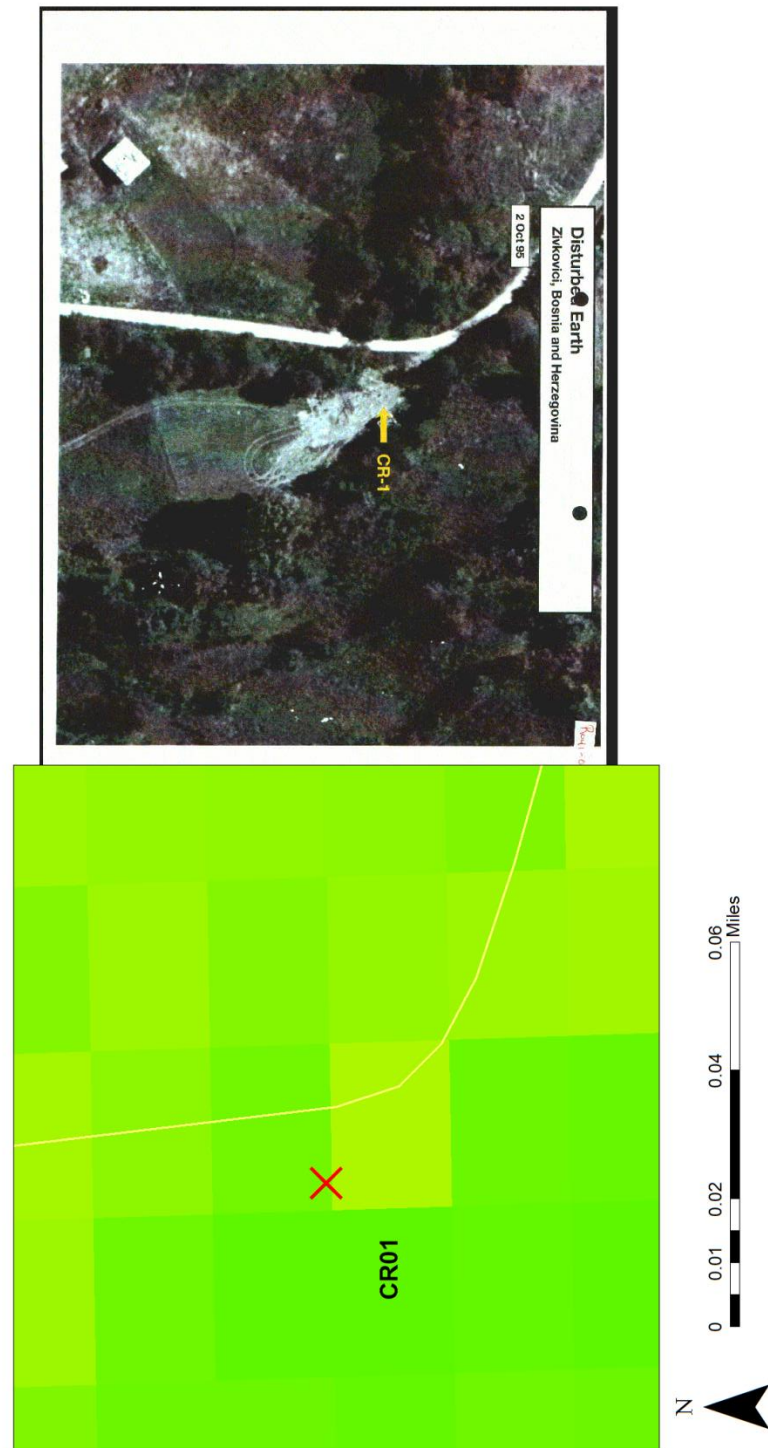 Disturbed Earth
Zivkovici, Bosnia and Herzegovina
2 Oct 95
CR-1
CR01
0 0.01 0.02 0.04 0.06
Miles
N